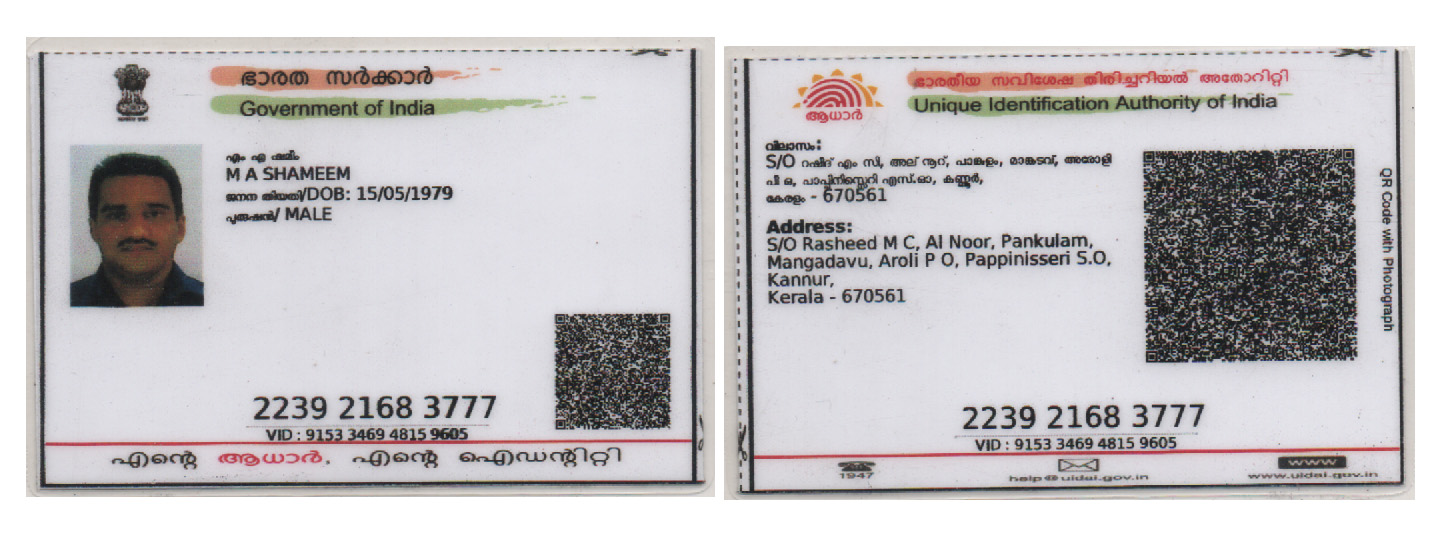 ഭാരത സർക്കാർ
Government of India
എം എ ഷമീം
M A SHAMEEM
ജനന തിയതി/DOB: 15/05/1979
പുരുഷൻ/ MALE
2239 2168 3777
VID : 9153 3469 4815 9605
എന്റെ ആധാർ, എന്റെ ഐഡന്റിറ്റി
ഭാരതീയ സവിശേഷ തിരിച്ചറിയൽ അതോറിറ്റി
Unique Identification Authority of India
ആധാർ
വിലാസം:
S/O റഷീദ് എം സി, അല് നൂറ്, പാങ്കുളം, മാങ്കടവ്, അരോളി
പി ഒ, പാപ്പിനിസ്സെറി എസ്.ഓ, കണ്ണൂർ,
കേരളം - 670561
Address:
S/O Rasheed M C, Al Noor, Pankulam,
Mangadavu, Aroli P O, Pappinisseri S.O,
Kannur,
Kerala - 670561
QR Code with Photograph
2239 2168 3777
VID : 9153 3469 4815 9605
1947
help@uidai.gov.in
www
www.uidai.gov.in